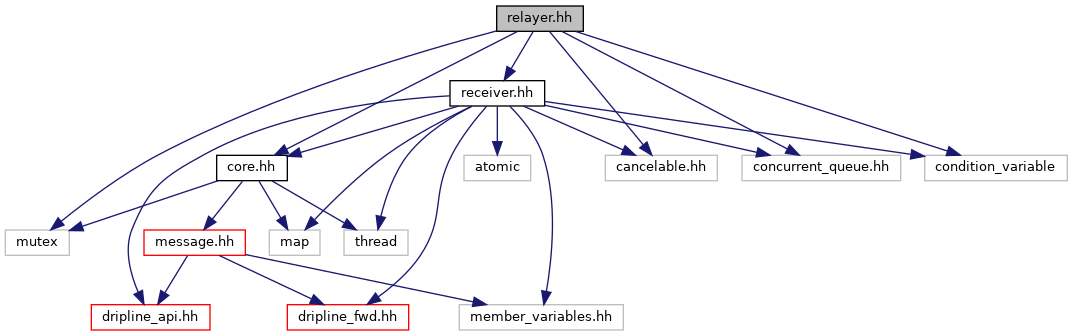 relayer.hh
receiver.hh
core.hh
atomic
cancelable.hh
concurrent_queue.hh
condition_variable
mutex
message.hh
map
thread
dripline_api.hh
dripline_fwd.hh
member_variables.hh